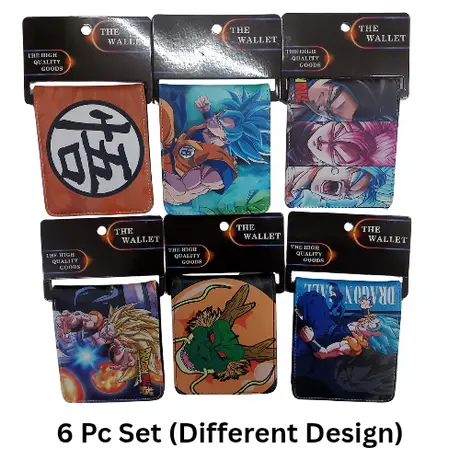 THE
WALLET
THE HIGH
QUALITY
GOODS
THE
WALLET
THE HIGH
QUALITY
GOODS
THE
WALLET
THE HIGH
QUALITY
GOODS
悟
THE
WALLET
THE HIGH
QUALITY
GOODS
THE
WALLET
THE HIGH
QUALITY
GOODS
THE
WALLET
THE HIGH
QUALITY
GOODS
DRAGON BALL
6 Pc Set (Different Design)